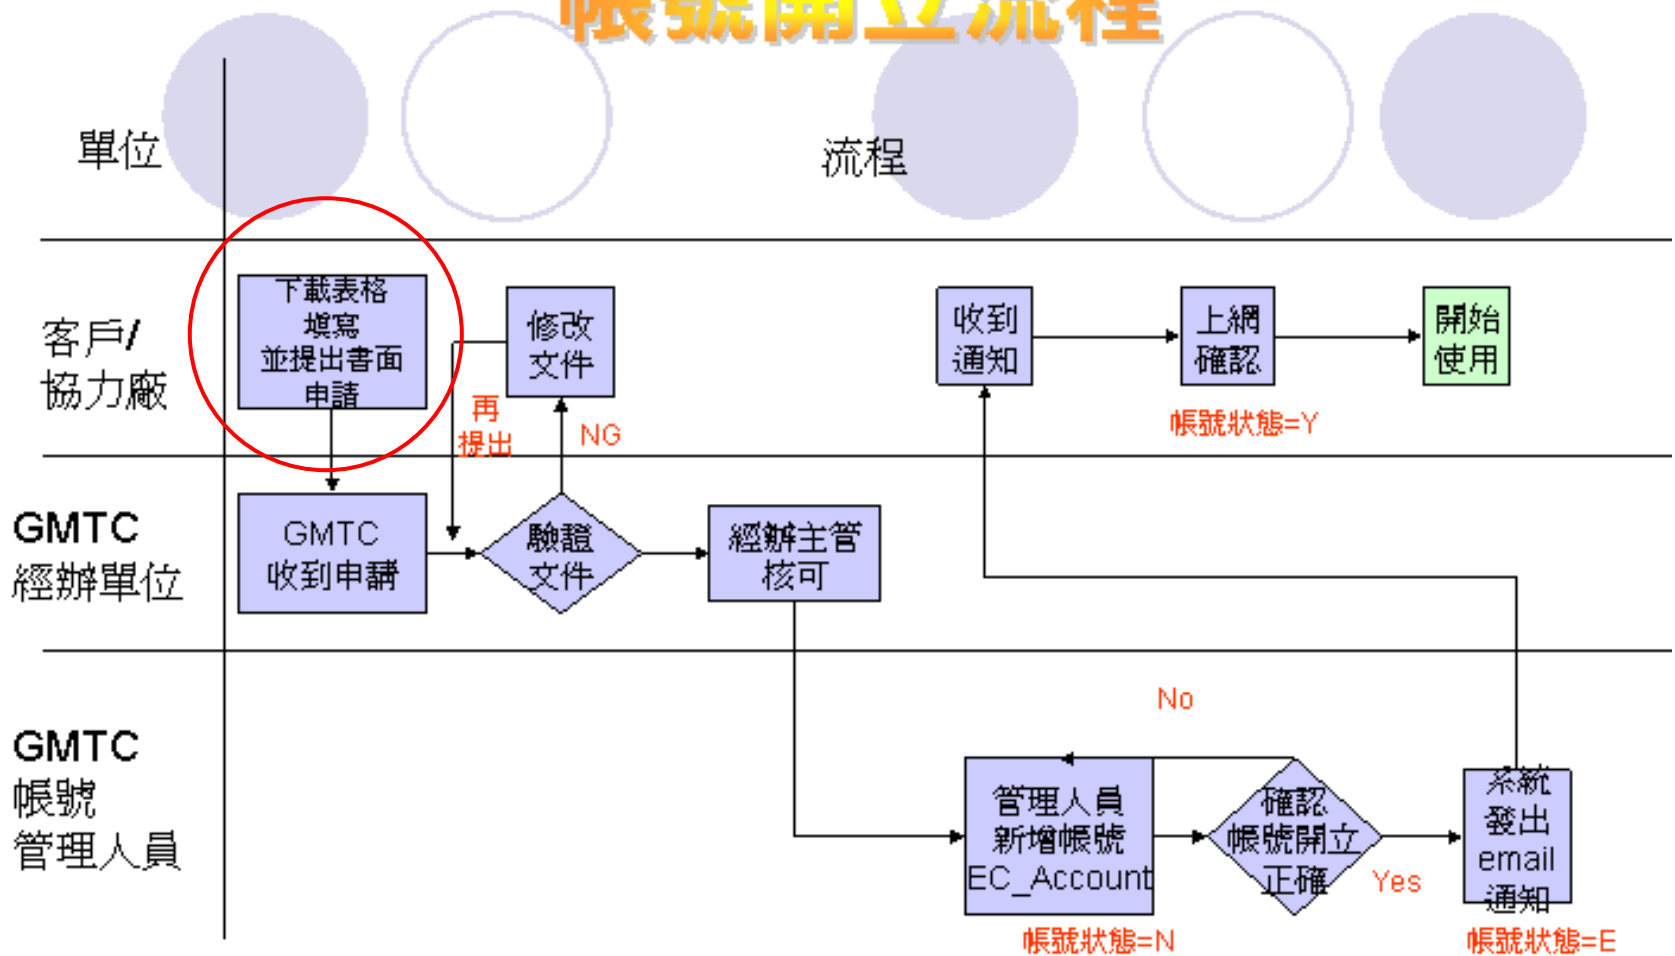 帳號開立流程
單位
流程
下載表格
填寫
並提出書面
申請
修改
文件
收到
通知
上網
確認
開始
使用
客戶/
協力廠
再
提出
NG
帳號狀態=Y
GMTC
經辦單位
GMTC
收到申請
驗證
文件
經辦主管
核可
No
GMTC
帳號
管理人員
管理人員
新增帳號
EC_Account
確認
帳號開立
正確
Yes
系統
發出
email
通知
帳號狀態=N
帳號狀態=E